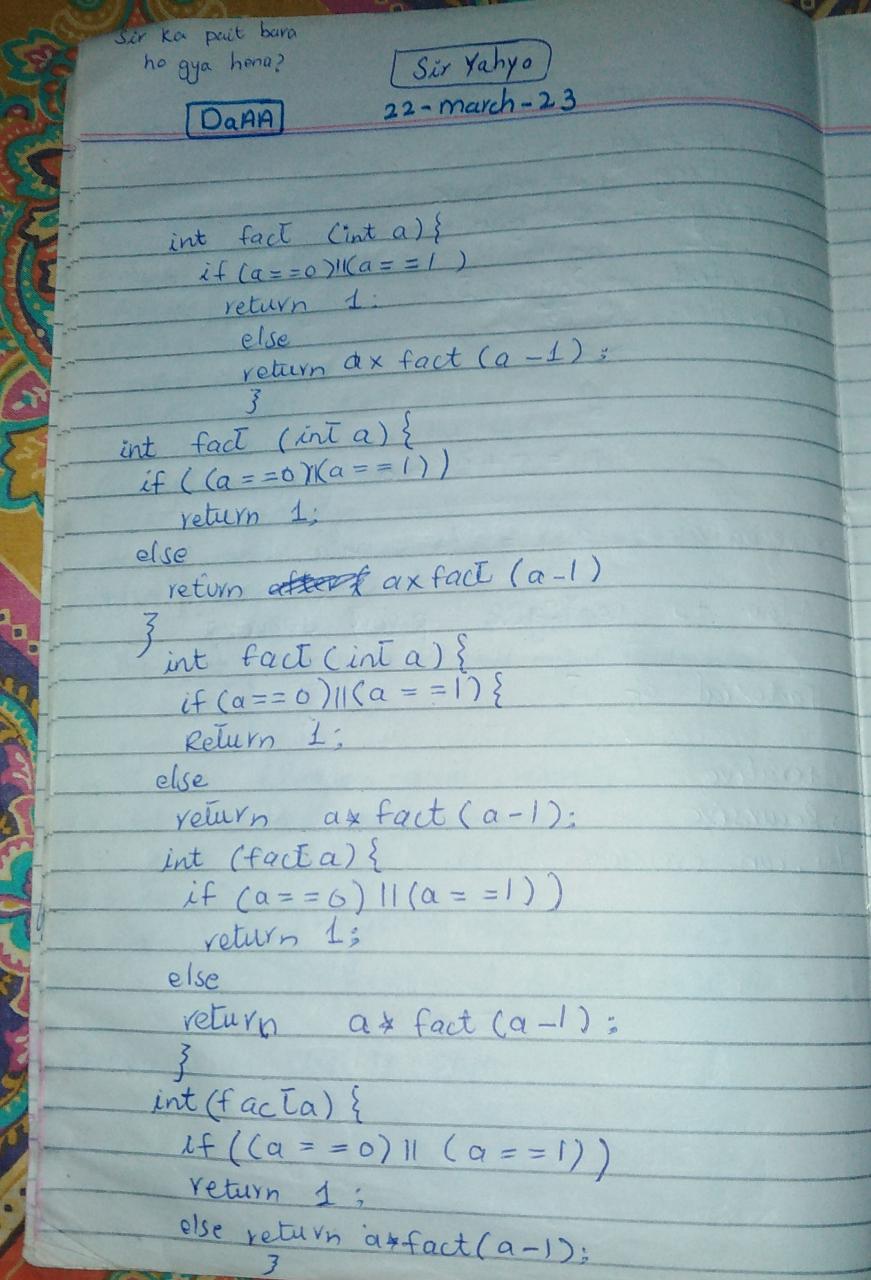 Sir ka pait bara
ho gya hena?
Sir Yahyo
DaAA
22-march-23
int fact (int a){
if (a==0)||(a==1)
return 1;
else
return a x fact (a-1);
}
int fact (int a){
if ((a==0)(a==1))
return 1;
else
return a x fact (a-1)
}
int fact (int a){
if (a==0)||(a==1){
Return 1;
else
return a* fact (a-1);
int (fact a){
if (a==0)||(a==1))
return 1;
else
return a* fact (a-1);
}
int (fact a){
if ((a==0)|| (a==1))
return 1;
else return a*fact(a-1);
}